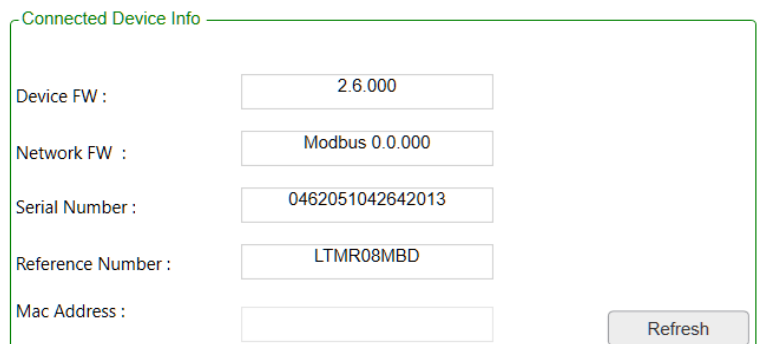 Connected Device Info
Device FW : 2.6.000
Network FW : Modbus 0.0.000
Serial Number : 0462051042642013
Reference Number : LTMR08MBD
Mac Address :
Refresh